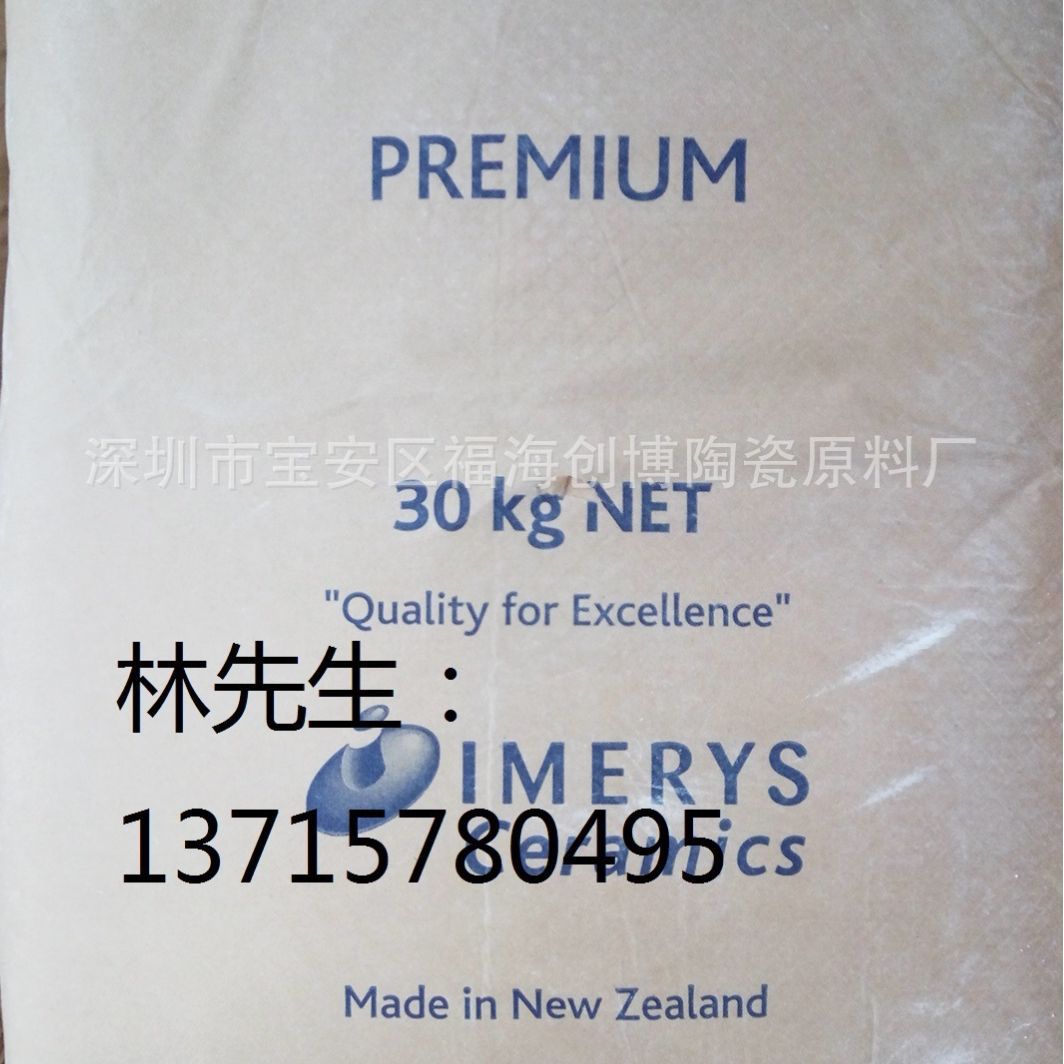 PREMIUM
深圳市宝安区福海创博陶瓷原料厂
30 kg NET
"Quality for Excellence"
林先生：
IMERYS
13715780495
Ceramics
Made in New Zealand